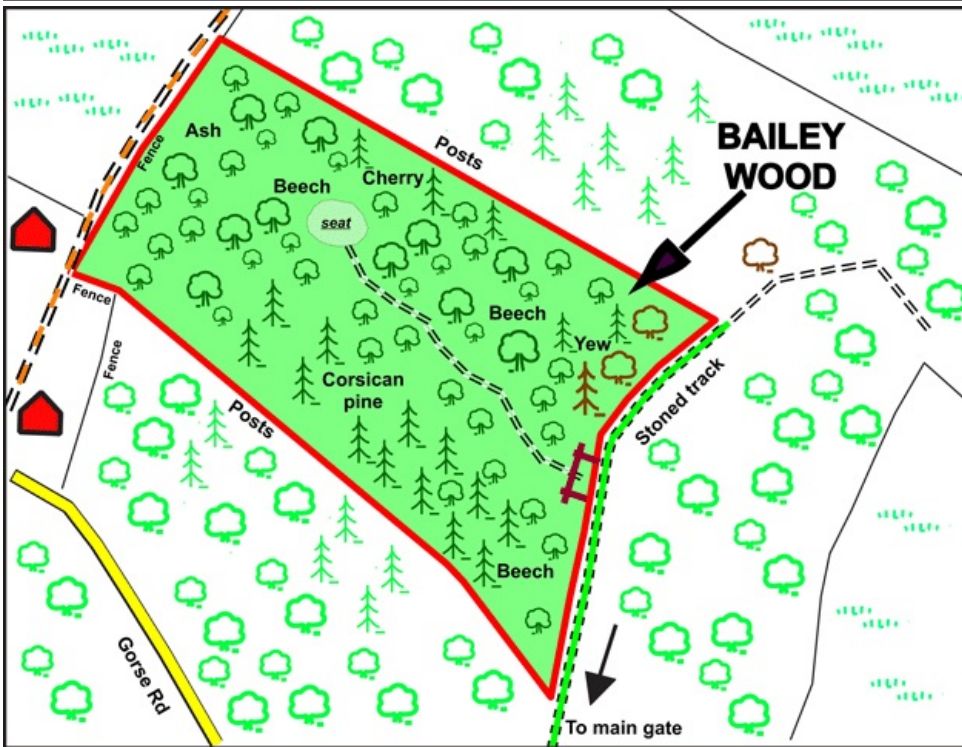 Fence
Ash
Posts
BAILEY
WOOD
Beech
Cherry
seat
Fence
Fence
Beech
Yew
Corsican
pine
Posts
Stoned track
Beech
Gorse Rd
To main gate